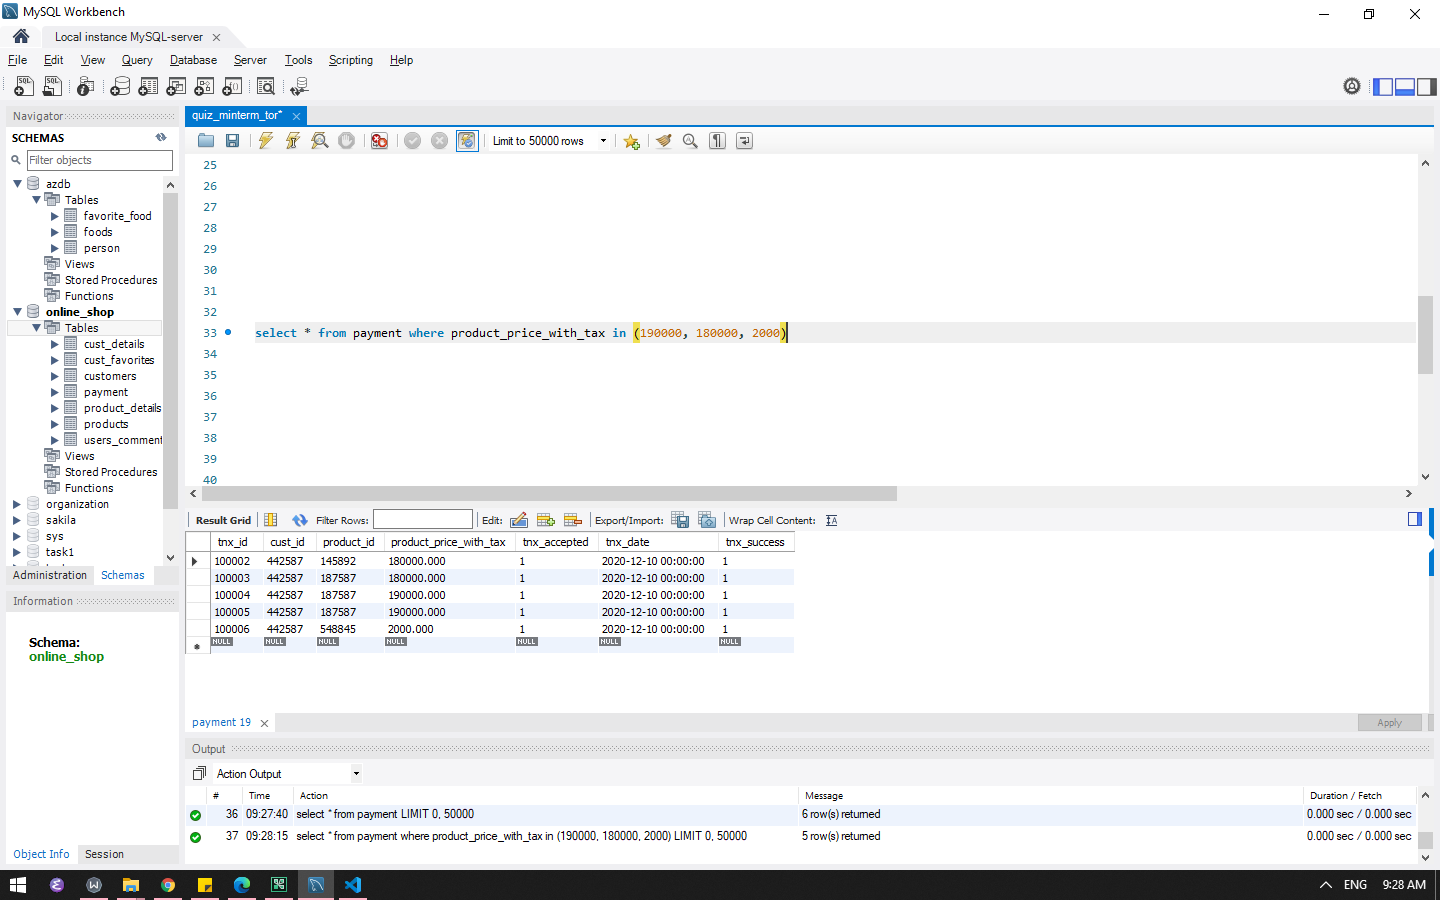 MySQL Workbench
Local instance MySQL-server
File Edit View Query Database Server Tools Scripting Help
Navigator
SCHEMAS
Filter objects
azdb
Tables
favorite_food
foods
person
Views
Stored Procedures
Functions
online_shop
Tables
cust_details
cust_favorites
customers
payment
product_details
products
users_comment
Views
Stored Procedures
Functions
organization
sakila
sys
task1
Administration Schemas
Information
Schema:
online_shop
Object Info Session
quiz_minterm_tor*
Limit to 50000 rows
25
26
27
28
29
30
31
32
33 select * from payment where product_price_with_tax in (190000, 180000, 2000)
34
35
36
37
38
39
40
Result Grid Filter Rows: Edit: Export/Import: Wrap Cell Content:
tnx_id cust_id product_id product_price_with_tax tnx_accepted tnx_date tnx_success
100002 442587 145892 180000.000 1 2020-12-10 00:00:00 1
100003 442587 187587 180000.000 1 2020-12-10 00:00:00 1
100004 442587 187587 190000.000 1 2020-12-10 00:00:00 1
100005 442587 187587 190000.000 1 2020-12-10 00:00:00 1
100006 442587 548845 2000.000 1 2020-12-10 00:00:00 1
NULL NULL NULL NULL NULL NULL NULL
payment 19
Apply
Output
Action Output
# Time Action Message Duration / Fetch
36 09:27:40 select * from payment LIMIT 0, 50000 6 row(s) returned 0.000 sec / 0.000 sec
37 09:28:15 select * from payment where product_price_with_tax in (190000, 180000, 2000) LIMIT 0, 50000 5 row(s) returned 0.000 sec / 0.000 sec
ENG 9:28 AM